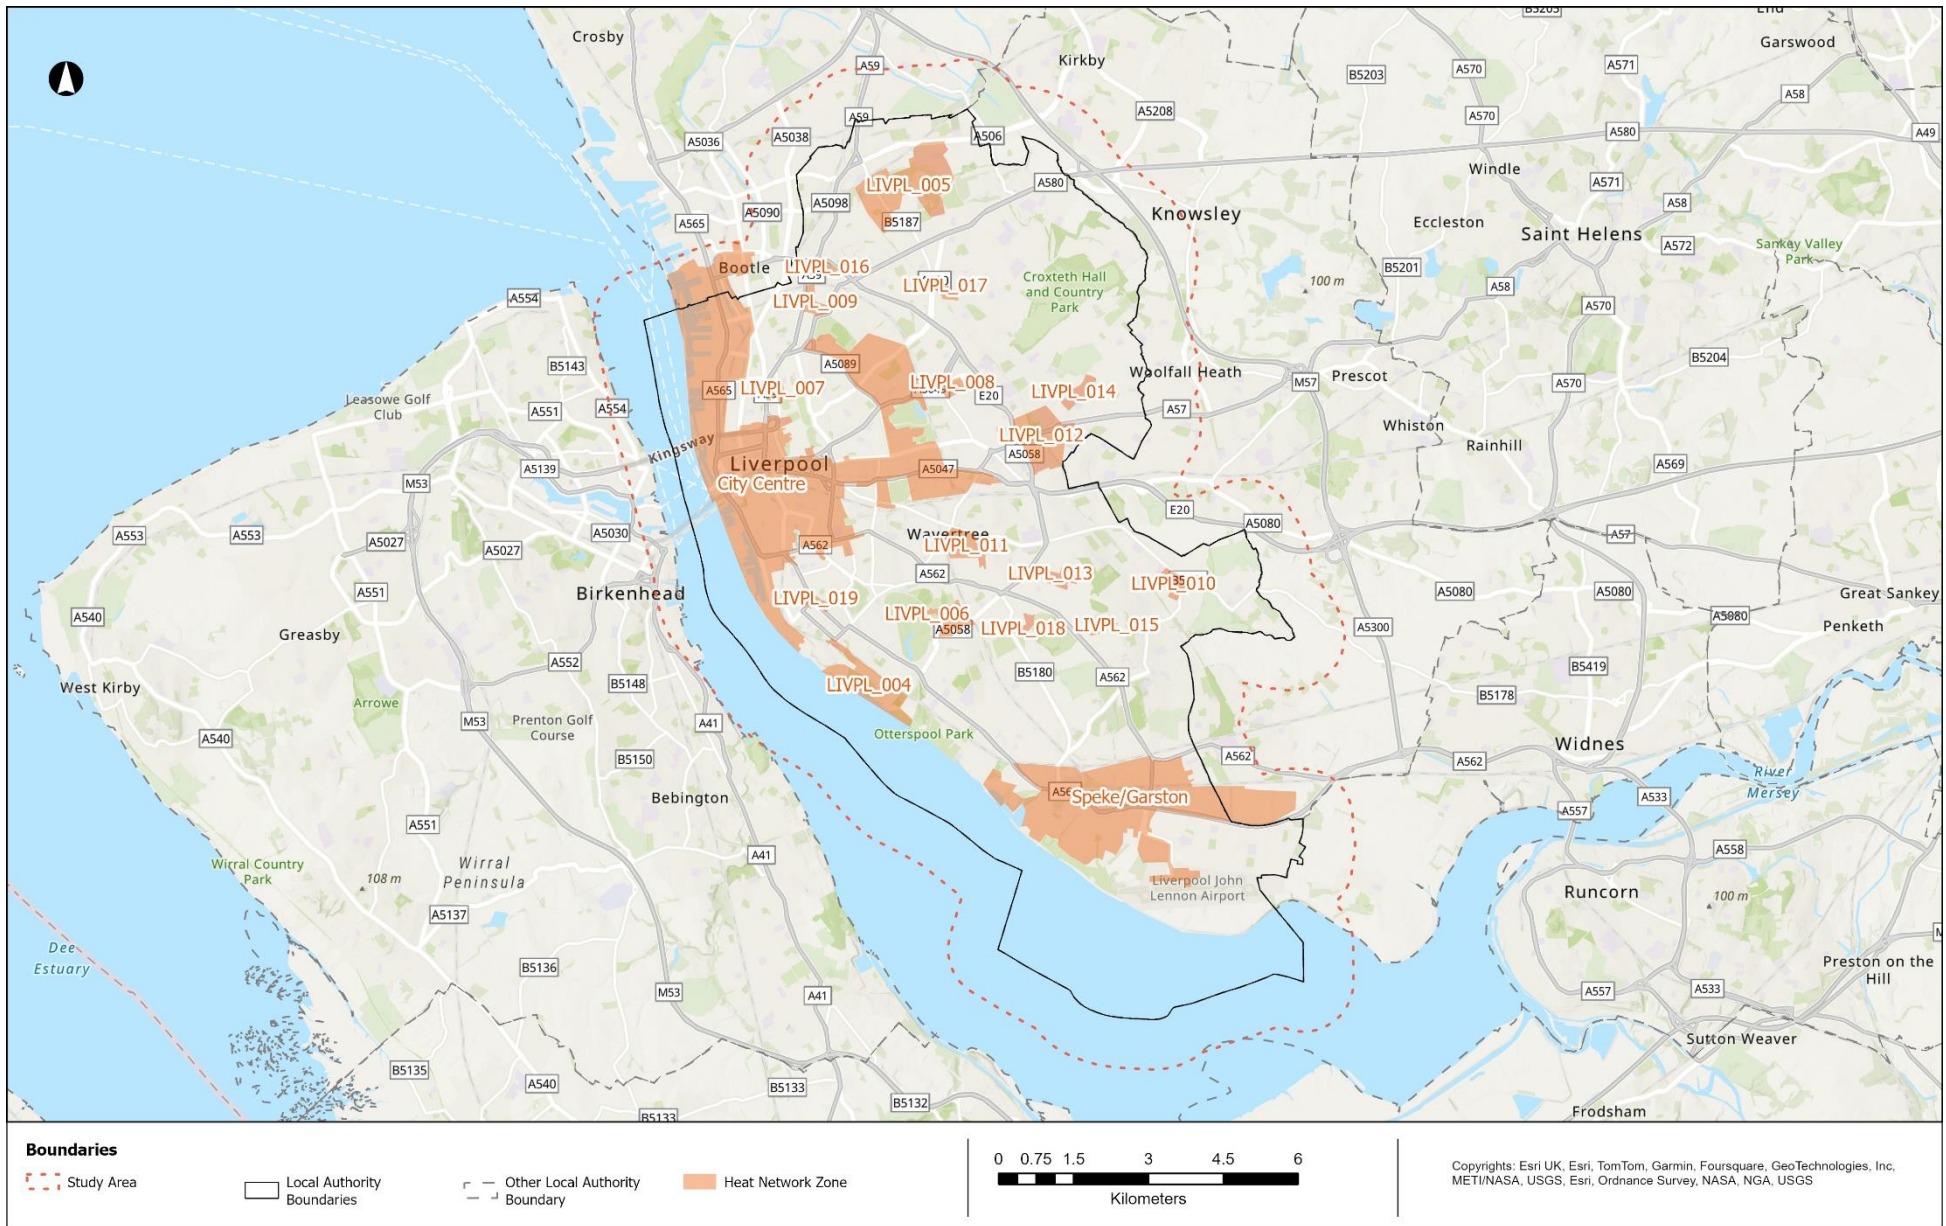 Crosby
Kirkby
B5205
End
Garswood
A59
B5203
A570
A571
A58
A5208
A59
A5036
A5038
A506
A570
A580
A49
Windle
A580
A571
LIVPL_005
A5098
A5090
A565
B5187
Knowsley
Eccleston
A58
Saint Helens
A572
Sankey Valley
Park
Bootle
LIVPL_016
LIVPL_009
LIVPL_017
Croxteth Hall
and Country
Park
B5201
100 m
A58
A570
A554
B5143
A5089
B5204
Leasowe Golf
Club
A551
A554
A565
LIVPL_007
LIVPL_008
E20
LIVPL_014
Woolfall Heath
M57
Prescot
A570
A57
Whiston
Rainhill
Kingsway
LIVPL_012
A5058
A5139
M53
Liverpool
City Centre
A5047
A569
A553
A553
A5027
A5027
A5030
A562
Wavertree
LIVPL_011
E20
A5080
A57
A562
LIVPL_013
LIVPL_010
Birkenhead
A551
A540
Greasby
LIVPL_019
LIVPL_006
A5058
LIVPL_018
LIVPL_015
A5080
A5080
Great Sankey
A5080
Penketh
A5300
A552
West Kirby
B5148
LIVPL_004
B5180
A562
B5419
B5178
Arrowe
M53
Prenton Golf
Course
A41
A540
Otterspool Park
B5150
A562
A562
Widnes
River
Mersey
Bebington
Speke/Garston
A557
A533
A551
A41
A558
Wirral Country
Park
108 m
Wirral
Peninsula
Liverpool John
Lennon Airport
Runcorn
100 m
A5137
Dee
Estuary
B5136
M53
A41
A557
A533
Preston on the
Hill
Sutton Weaver
B5135
A540
B5133
B5133
B5132
Frodsham
Boundaries
Study Area
Local Authority
Boundaries
Other Local Authority
Boundary
Heat Network Zone
0 0.75 1.5 3 4.5 6
Kilometers
Copyrights: Esri UK, Esri, TomTom, Garmin, Foursquare, GeoTechnologies, Inc,
METI/NASA, USGS, Esri, Ordnance Survey, NASA, NGA, USGS